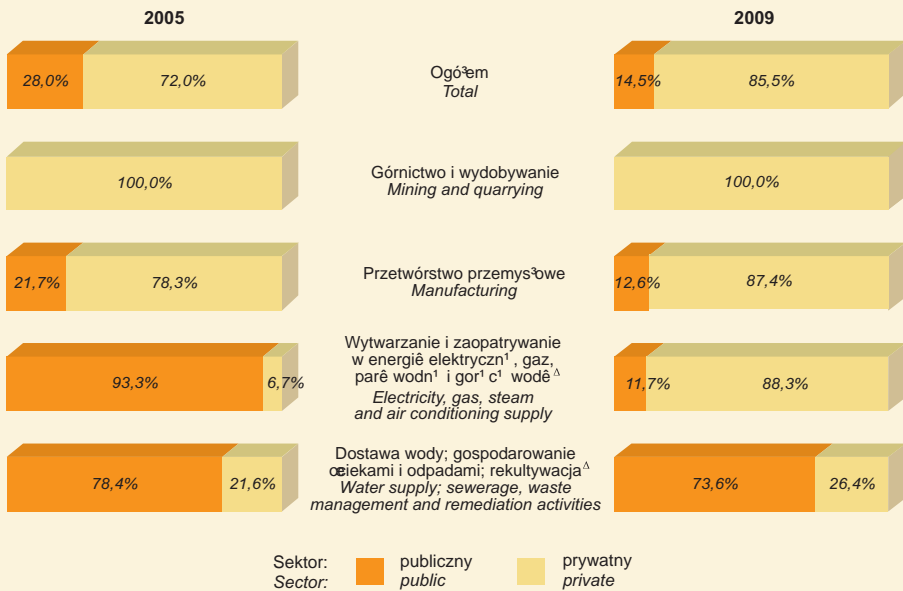 2005 2009
28,0% 72,0% Ogó³em 14,5% 85,5%
Total
100,0% Górnictwo i wydobywanie 100,0%
Mining and quarrying
21,7% 78,3% Przetwórstwo przemys³owe 12,6% 87,4%
Manufacturing
Wytwarzanie i zaopatrywanie
w energiê elektryczn¹ , gaz,
parê wodn¹ i gor¹ c¹ wodê Δ
93,3% 6,7% Electricity, gas, steam 11,7% 88,3%
and air conditioning supply
Dostawa wody; gospodarowanie
ściekami i odpadami; rekultywacja Δ
78,4% 21,6% Water supply; sewerage, waste 73,6% 26,4%
management and remediation activities
Sektor: publiczny prywatny
Sector: public private